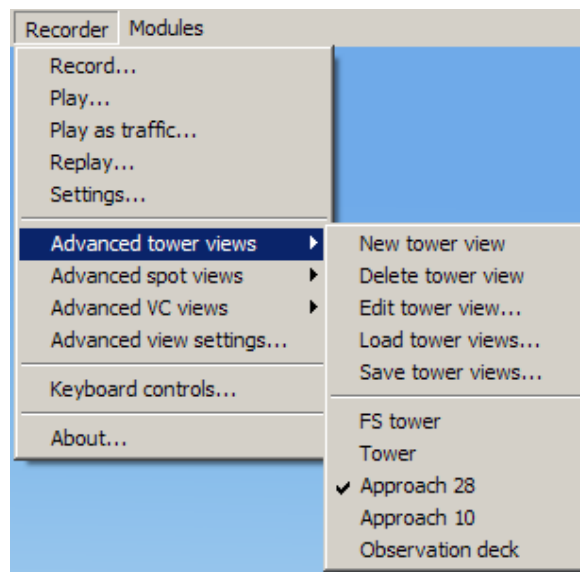 Recorder Modules
Record...
Play...
Play as traffic...
Replay...
Settings...
Advanced tower views
Advanced spot views
Advanced VC views
Advanced view settings...
Keyboard controls...
About...
New tower view
Delete tower view
Edit tower view...
Load tower views...
Save tower views...
FS tower
Tower
Approach 28
Approach 10
Observation deck